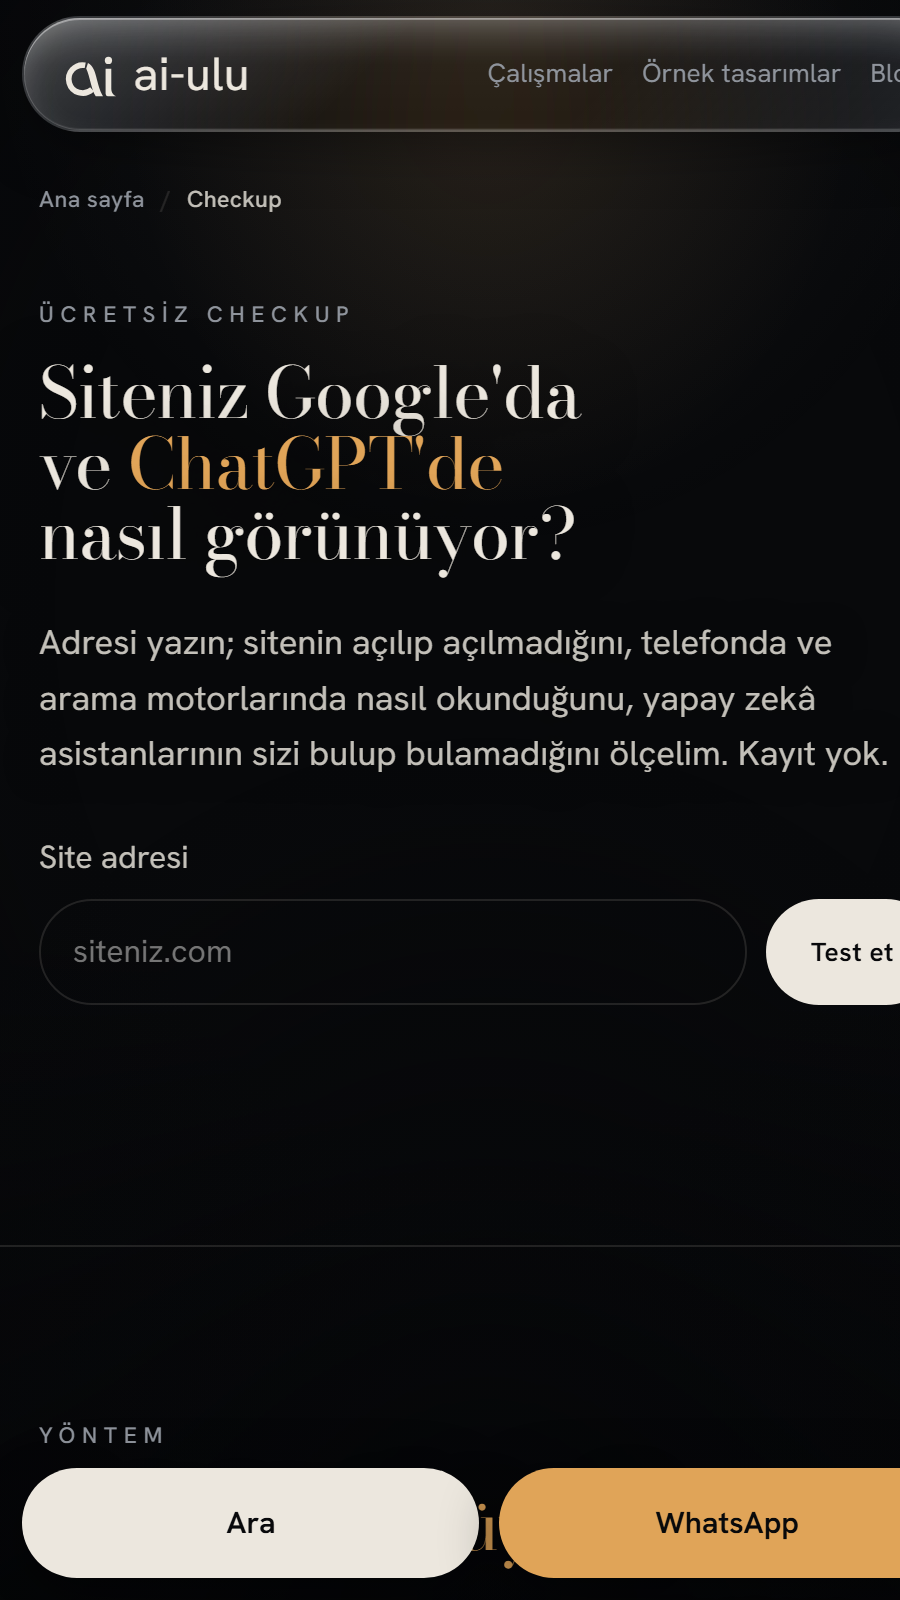 ai ai-ulu
Çalışmalar Örnek tasarımlar
Ana sayfa / Checkup
ÜCRETSİZ CHECKUP
Siteniz Google'da
ve ChatGPT'de
nasıl görünüyor?
Adresi yazın; sitenin açılıp açılmadığını, telefonda ve
arama motorlarında nasıl okunduğunu, yapay zekâ
asistanlarının sizi bulup bulamadığını ölçelim. Kayıt yok.
Site adresi
siteniz.com
Test et
YÖNTEM
Ara
WhatsApp